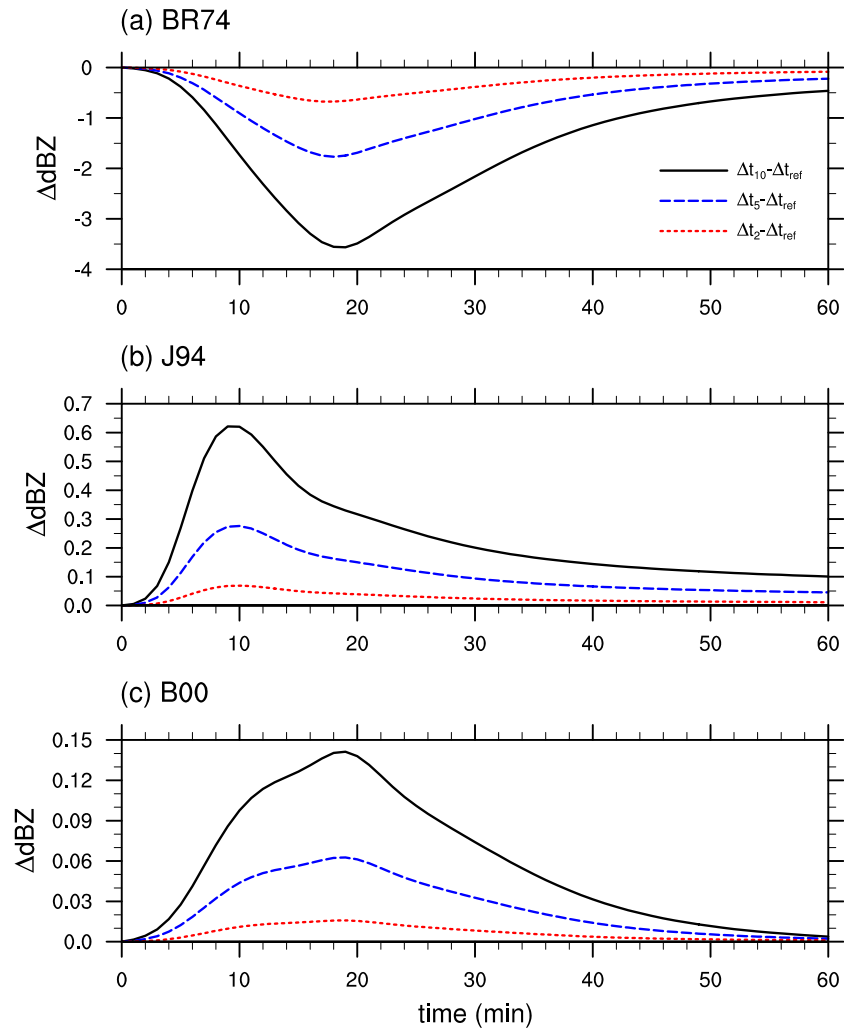 (a) BR74
0
-1
-2
-3
-4
ΔdBZ
Δt₁₀-Δt_ref
Δt₅-Δt_ref
Δt₂-Δt_ref
0 10 20 30 40 50 60
(b) J94
0.7
0.6
0.5
0.4
0.3
0.2
0.1
0.0
ΔdBZ
0 10 20 30 40 50 60
(c) B00
0.15
0.12
0.09
0.06
0.03
0.0
ΔdBZ
0 10 20 30 40 50 60
time (min)